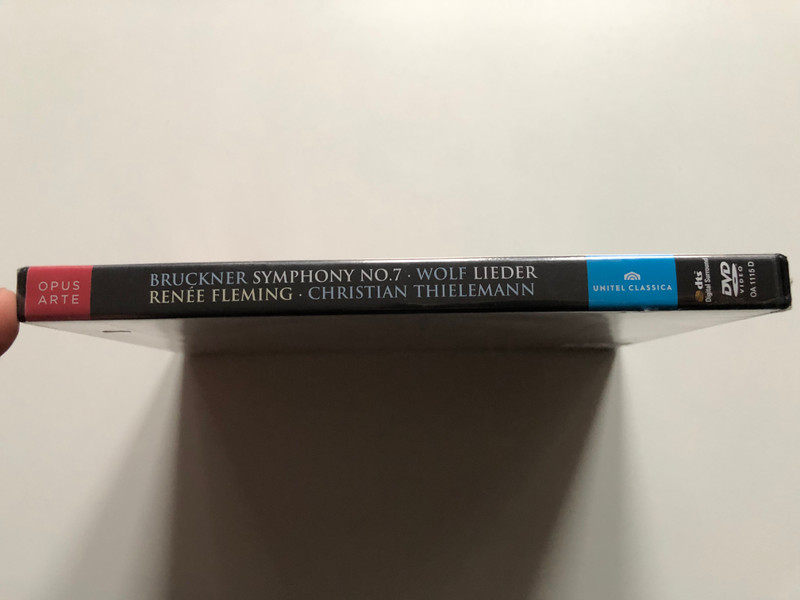 OPUS
ARTE
BRUCKNER SYMPHONY NO.7 · WOLF LIEDER
RENÉE FLEMING · CHRISTIAN THIELEMANN
UNITEL CLASSICA
dts
Digital Surround
DVD
VIDEO
OA 1115 D